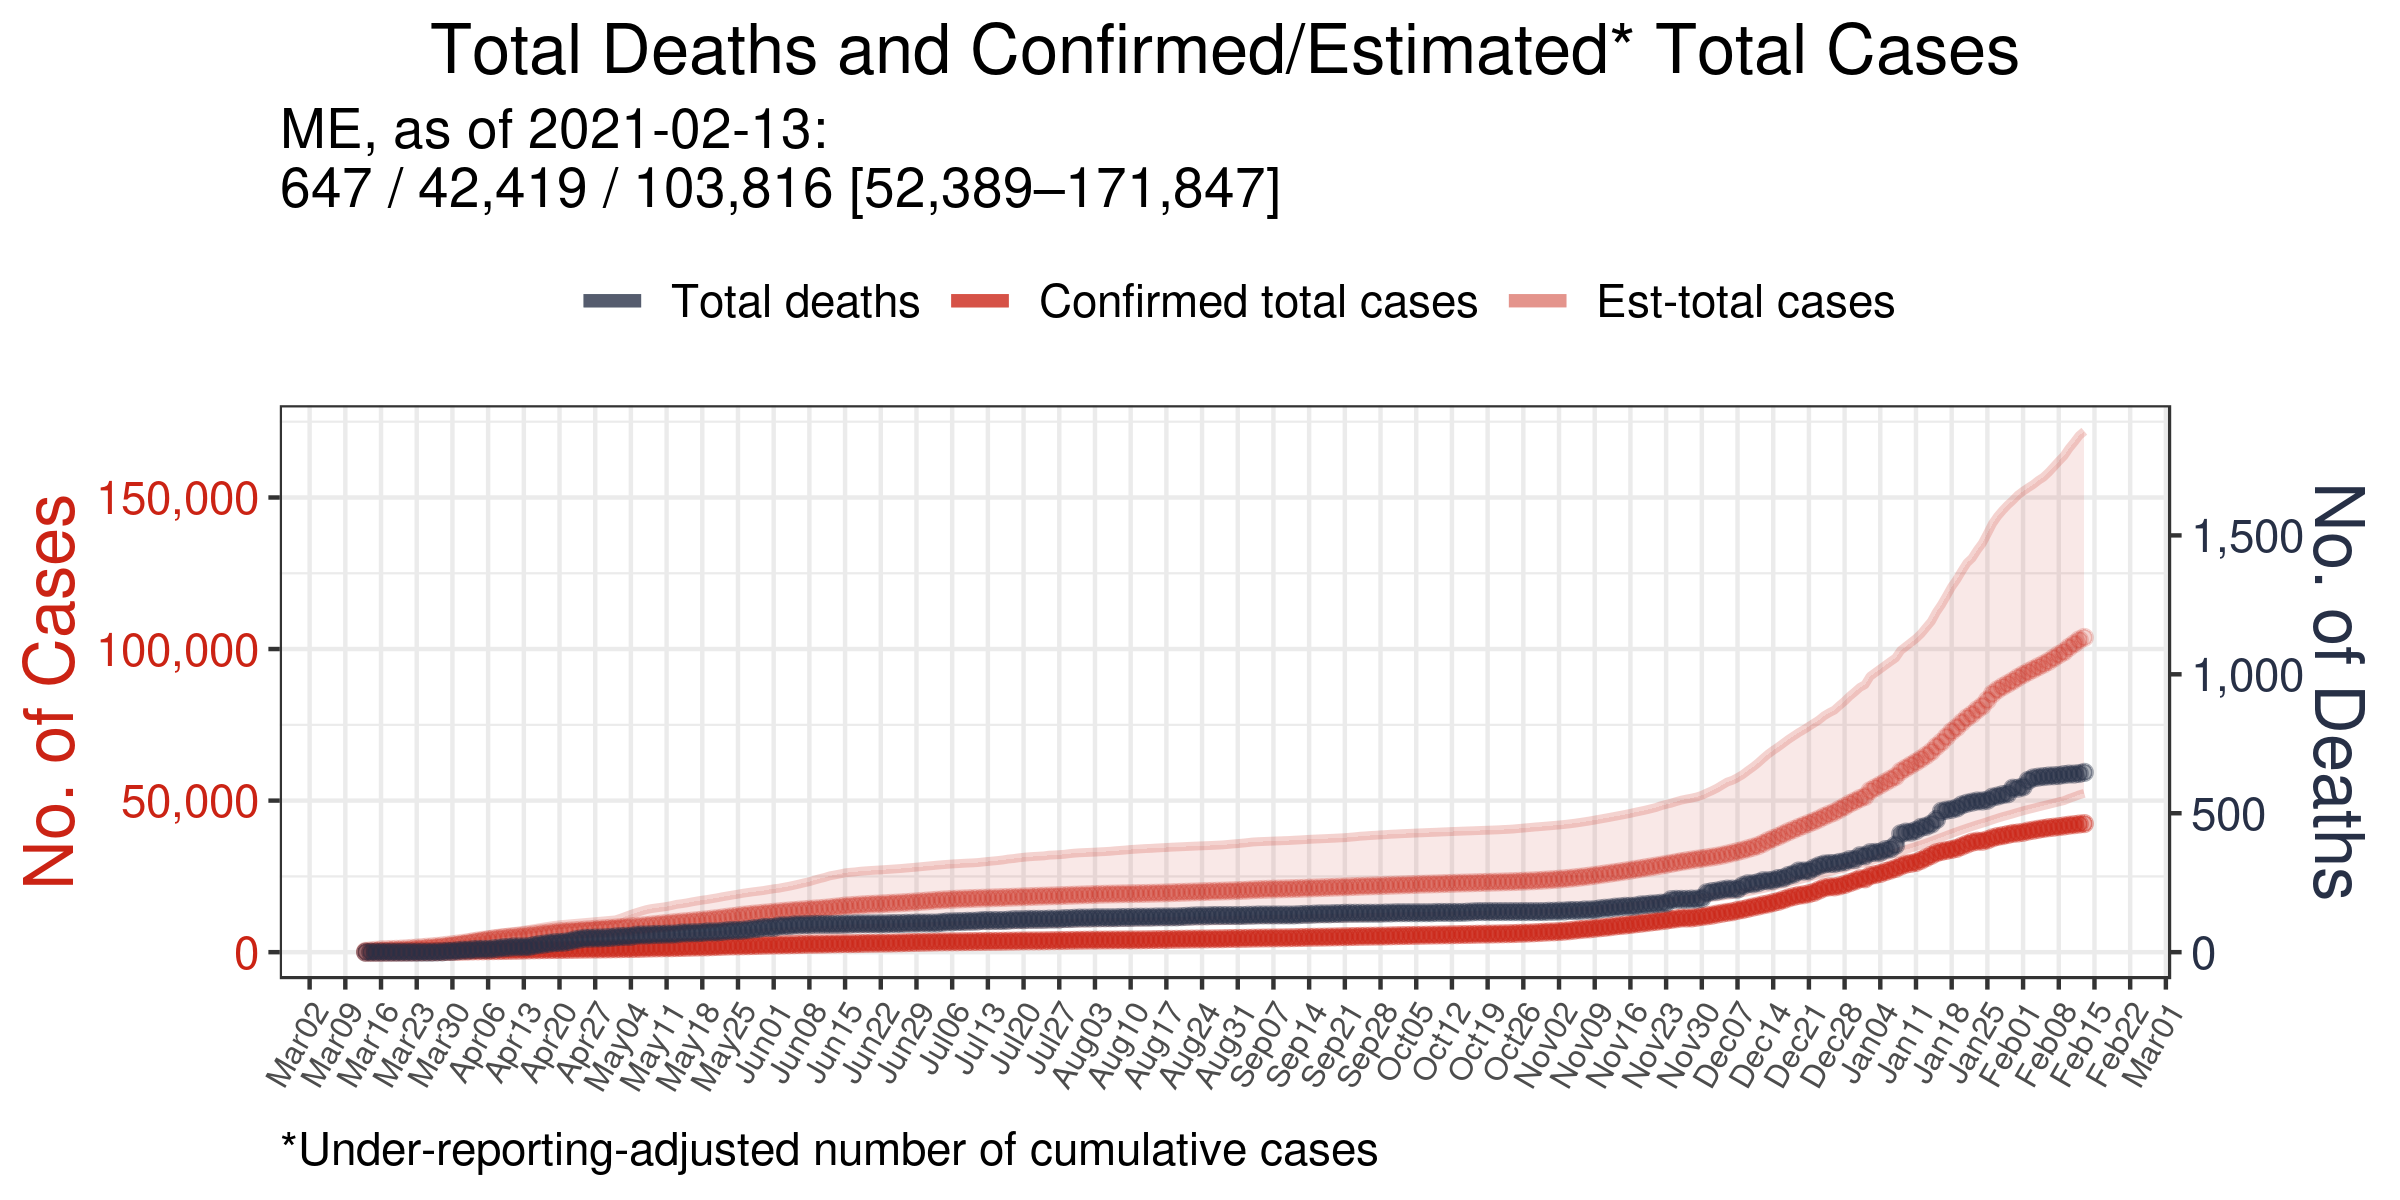 Total Deaths and Confirmed/Estimated* Total Cases
ME, as of 2021-02-13:
647 / 42,419 / 103,816 [52,389–171,847]
Total deaths
Confirmed total cases
Est-total cases
No. of Cases
150,000
100,000
50,000
0
1,500
1,000
500
0
No. of Deaths
Mar02
Mar09
Mar16
Mar23
Mar30
Apr06
Apr13
Apr20
Apr27
May04
May11
May18
May25
Jun01
Jun08
Jun15
Jun22
Jun29
Jul06
Jul13
Jul20
Jul27
Aug03
Aug10
Aug17
Aug24
Aug31
Sep07
Sep14
Sep21
Sep28
Oct05
Oct12
Oct19
Oct26
Nov02
Nov09
Nov16
Nov23
Nov30
Dec07
Dec14
Dec21
Dec28
Jan04
Jan11
Jan18
Jan25
Feb01
Feb08
Feb15
Feb22
Mar01
*Under-reporting-adjusted number of cumulative cases